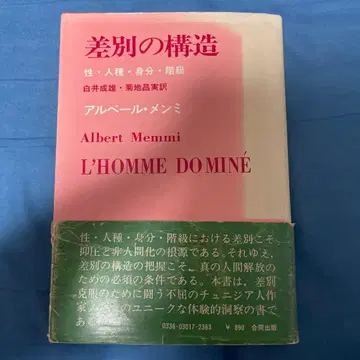 差別の構造
性・人種・身分・階級
白井成雄・菊地昌実訳
アルベール・メンミ
Albert Memmi
L'HOMME DOMINÉ
性・人種・身分・階級における差別こそ
抑圧と非人間化の根源である。それゆえ、
差別の構造の把握こそ、真の人間解放の
ための必須の条件である。本書は、差別
克服のために闘う不屈のチュニジア人作
のユニークな体験的洞察の書で
ある
0336-03017-2363 ¥ 890 合同出版